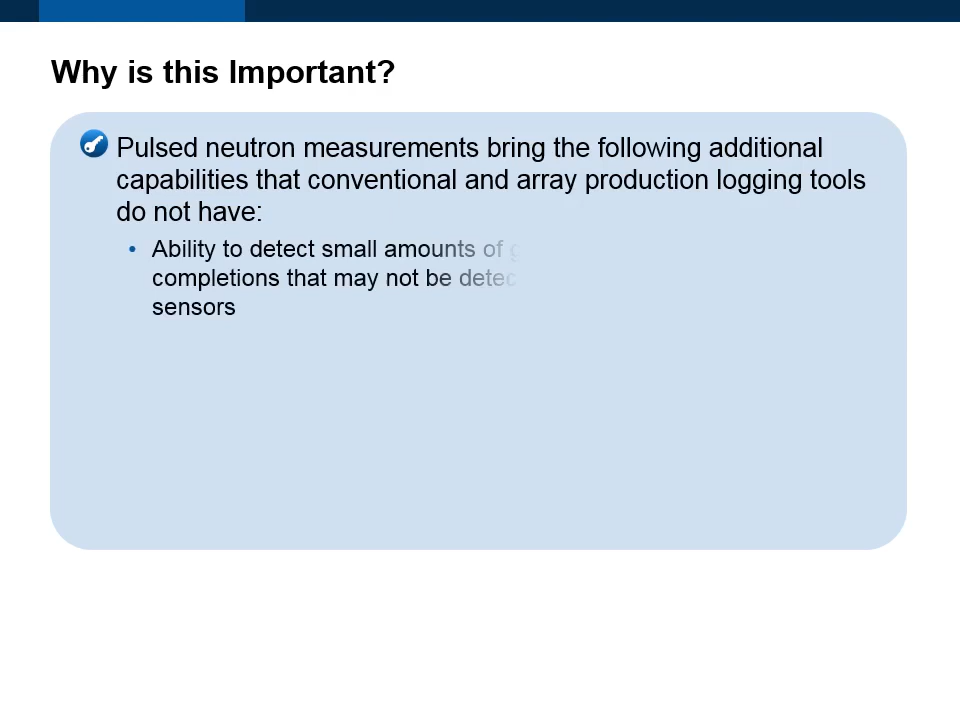 Why is this Important?
Pulsed neutron measurements bring the following additional
capabilities that conventional and array production logging tools
do not have:
• Ability to detect small amounts of
completions that may not be
sensors